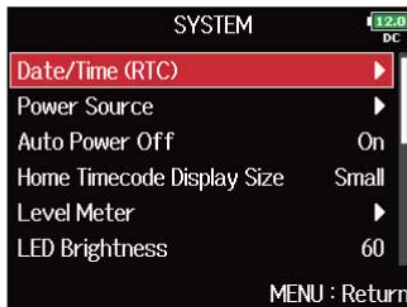 SYSTEM
12.0
DC
Date/Time (RTC)
Power Source
Auto Power Off On
Home Timecode Display Size Small
Level Meter
LED Brightness 60
MENU : Return